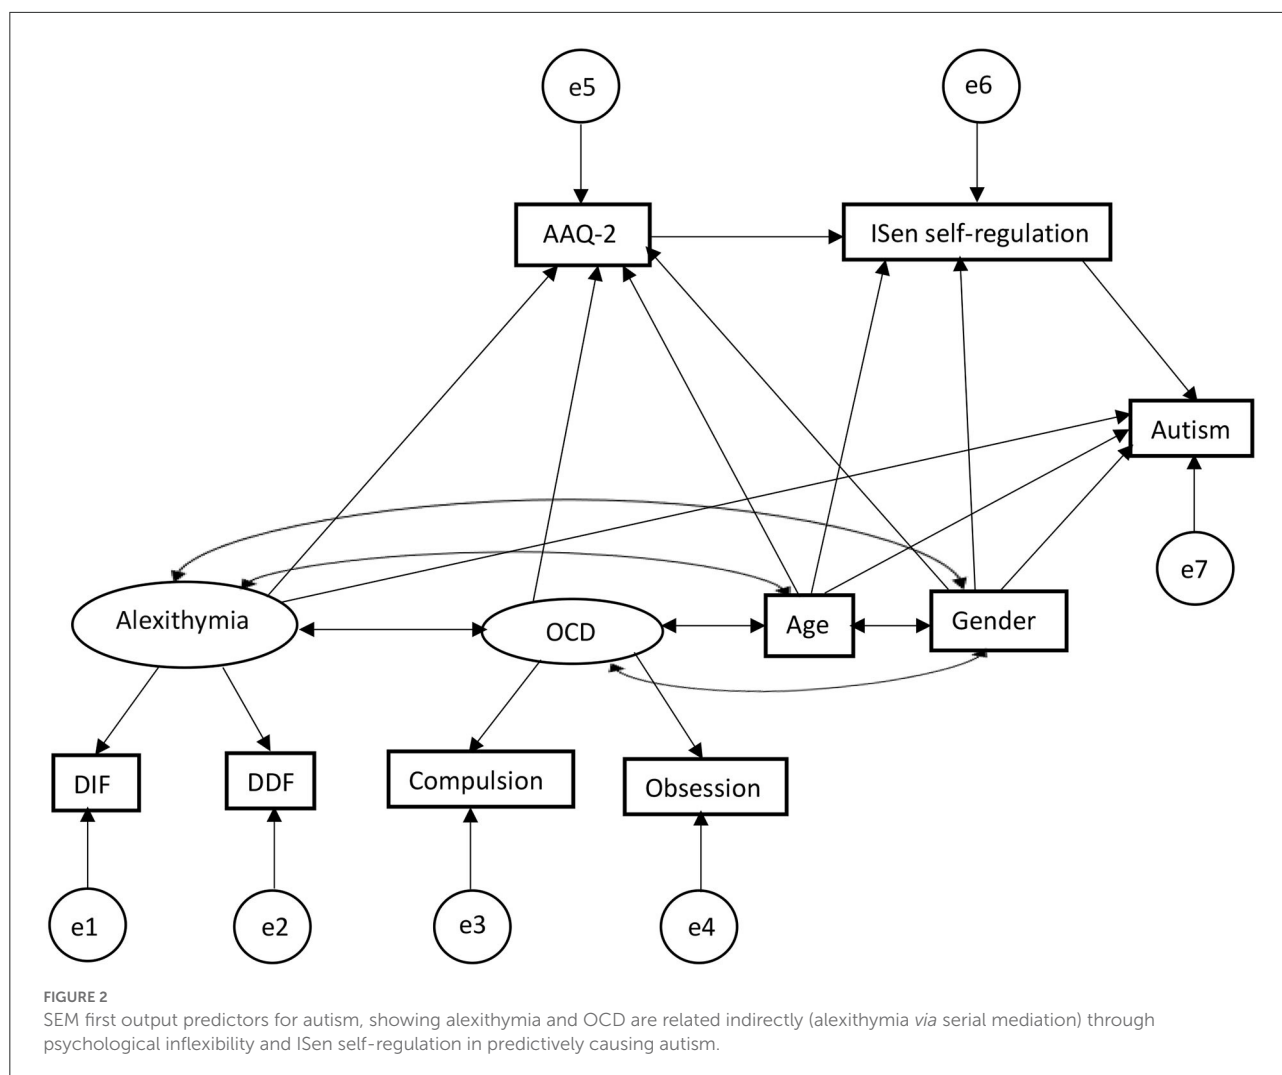 e5
e6
AAQ-2
ISen self-regulation
Autism
e7
Alexithymia
OCD
Age
Gender
DIF
DDF
Compulsion
Obsession
e1
e2
e3
e4
FIGURE 2
SEM first output predictors for autism, showing alexithymia and OCD are related indirectly (alexithymia via serial mediation) through
psychological inflexibility and ISen self-regulation in predictively causing autism.